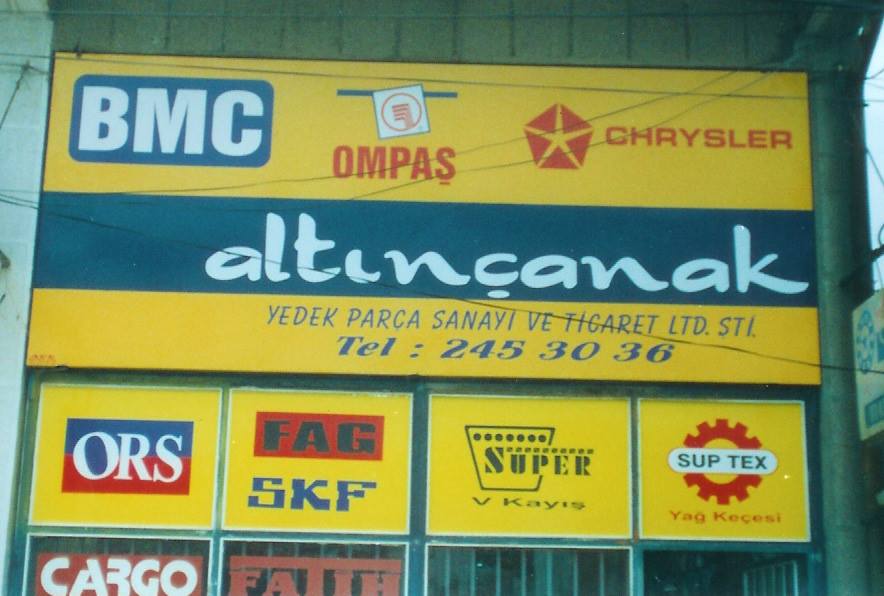 BMC
OMPAŞ
CHRYSLER
altınçanak
YEDEK PARÇA SANAYİ VE TİCARET LTD. ŞTİ.
Tel : 245 30 36
ORS
FAG
SKF
SUPER
V Kayış
SUP TEX
Yağ Keçesi
CARGO
FATİH